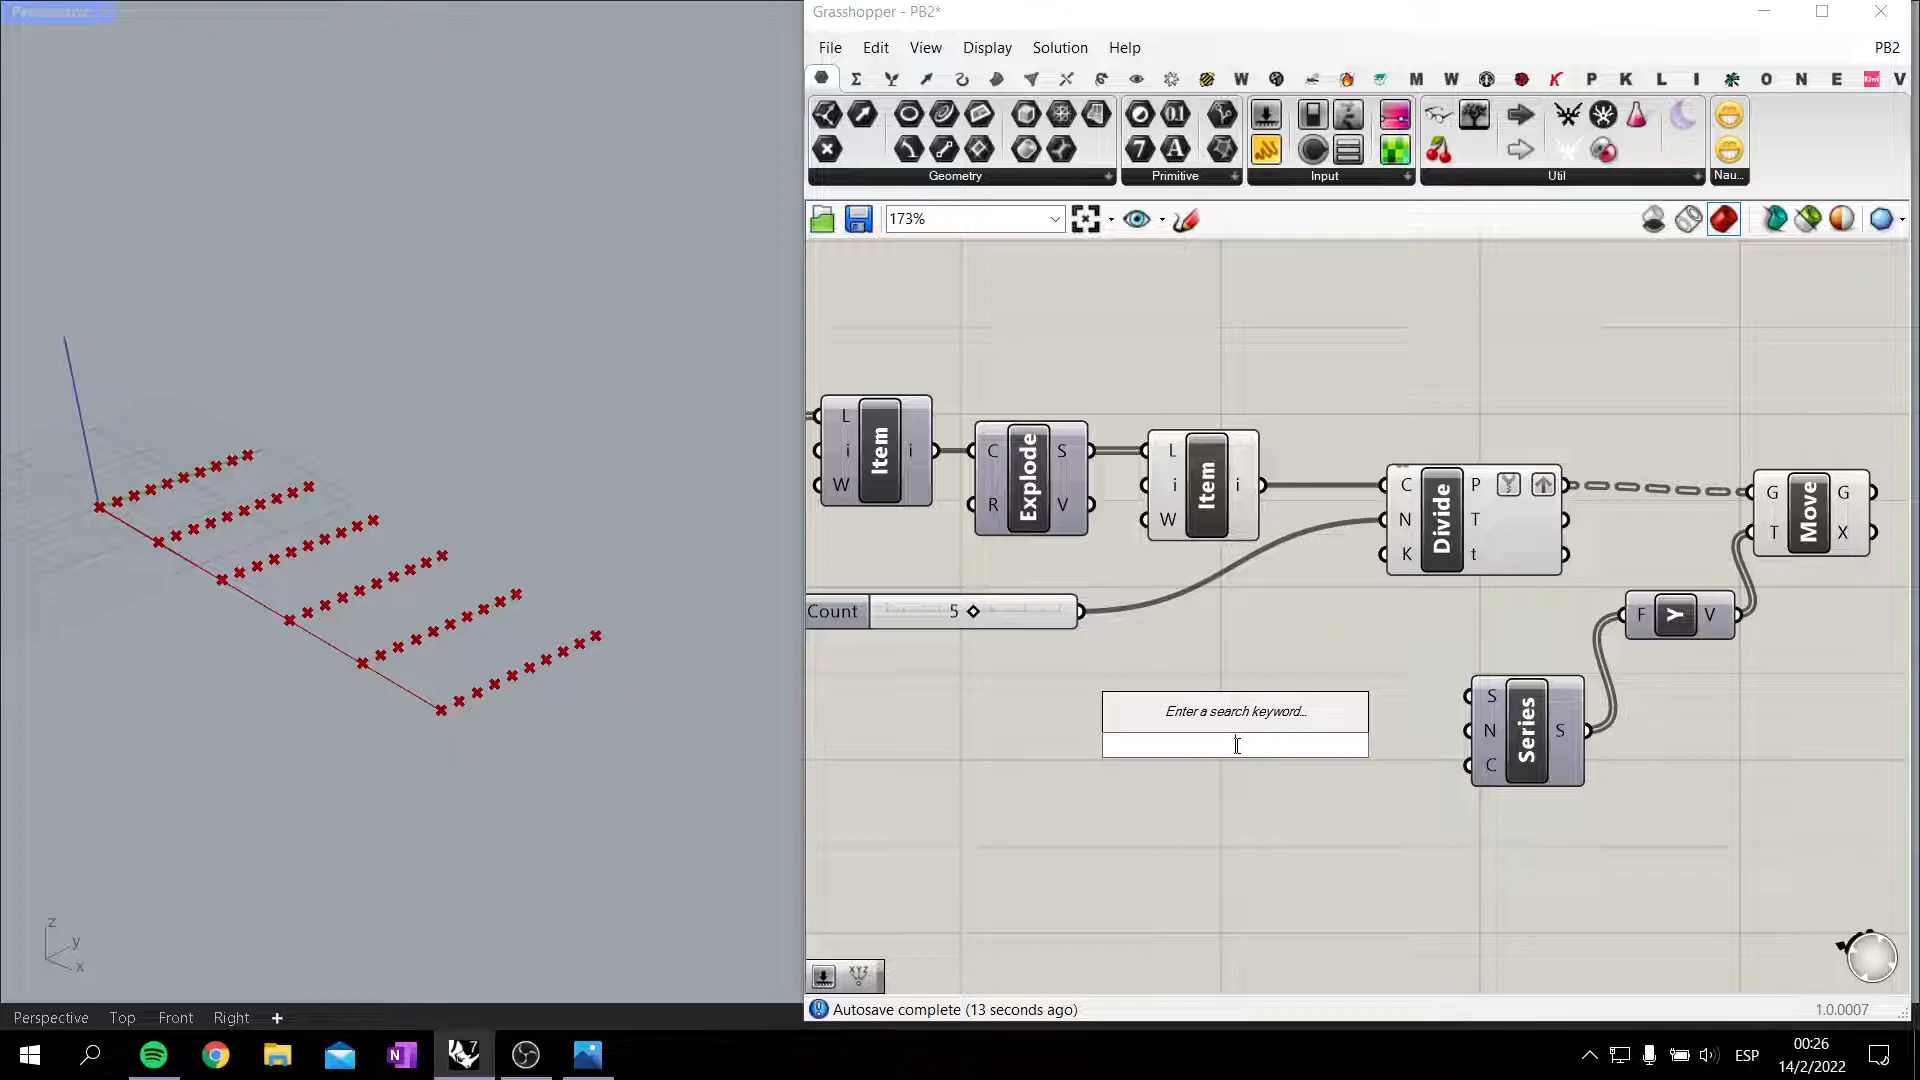 Grasshopper - PB2*
File Edit View Display Solution Help PB2
W M W K P K L I O N E V
Geometry Primitive Input Util Nau...
173%
L i W Item i
C R Explode S V
L i W Item i
C N K Divide P T t
G T Move G X
Count 5
F Y V
Enter a search keyword...
S N C Series S
z
y
x
XYZ
Autosave complete (13 seconds ago) 1.0.0007
Perspective Top Front Right +
7 ESP 00:26
14/2/2022